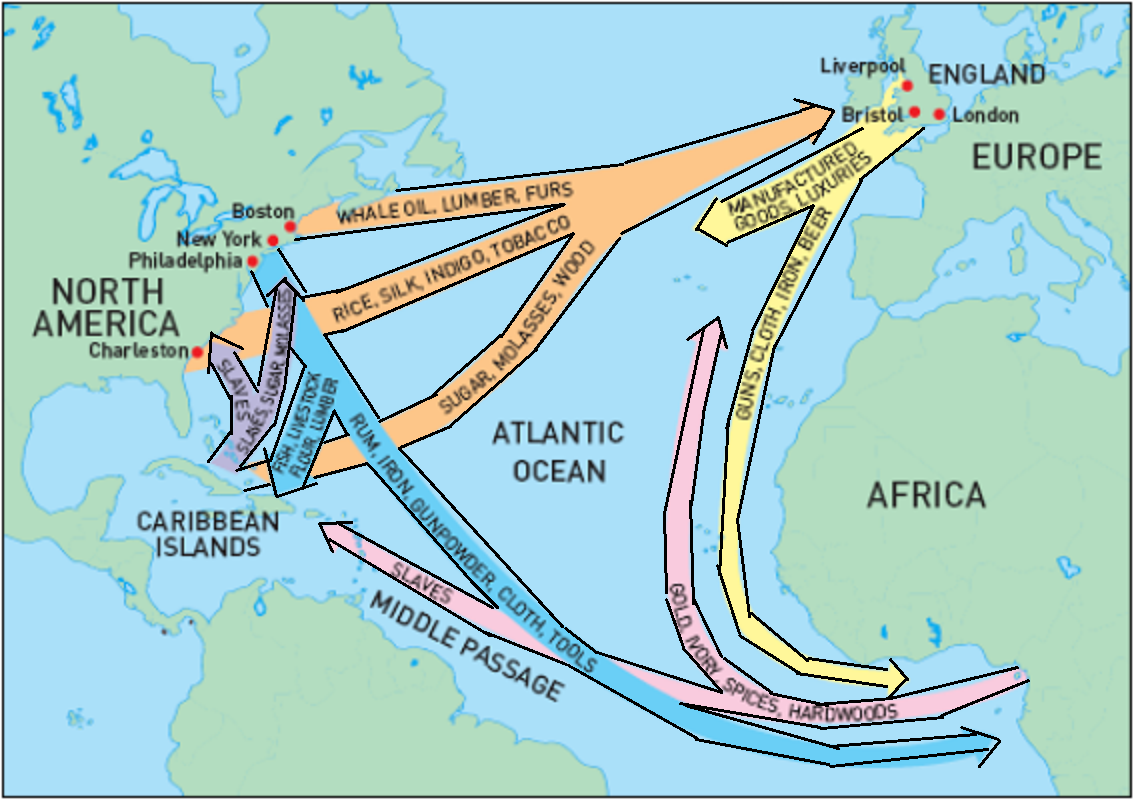 Liverpool
ENGLAND
Bristol
London
EUROPE
MANUFACTURED
GOODS, LUXURIES
WHALE OIL, LUMBER, FURS
Boston
New York
Philadelphia
RICE, SILK, INDIGO, TOBACCO
GUNS, CLOTH, IRON, BEER
NORTH
AMERICA
Charleston
SLAVES
SLAVES, SUGAR, MOLASSES
FISH, LIVESTOCK
FLOUR, LUMBER
SUGAR, MOLASSES, WOOD
RUM, IRON, GUNPOWDER, CLOTH, TOOLS
ATLANTIC
OCEAN
AFRICA
CARIBBEAN
ISLANDS
SLAVES
MIDDLE PASSAGE
GOLD, IVORY, SPICES, HARDWOODS